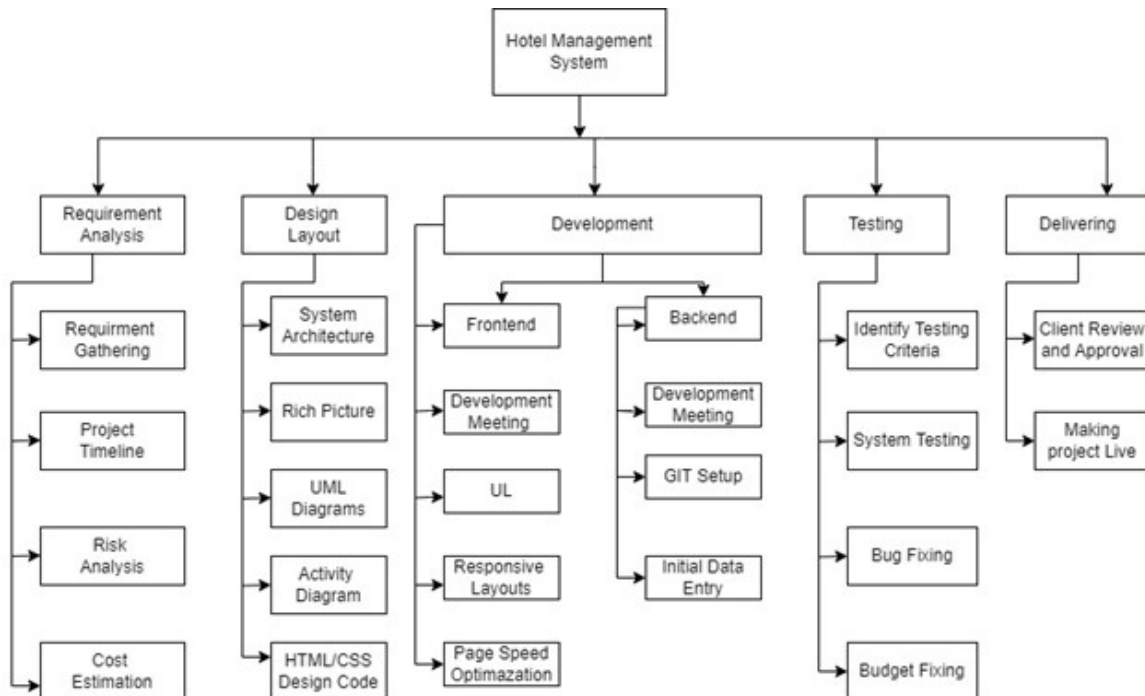 Hotel Management
System
Requirement
Analysis
Design
Layout
Development
Testing
Delivering
Requirment
Gathering
Project
Timeline
Risk
Analysis
Cost
Estimation
System
Architecture
Rich Picture
UML
Diagrams
Activity
Diagram
HTML/CSS
Design Code
Frontend
Development
Meeting
UL
Responsive
Layouts
Page Speed
Optimazation
Backend
Development
Meeting
GIT Setup
Initial Data
Entry
Identify Testing
Criteria
System Testing
Bug Fixing
Budget Fixing
Client Review
and Approval
Making
project Live